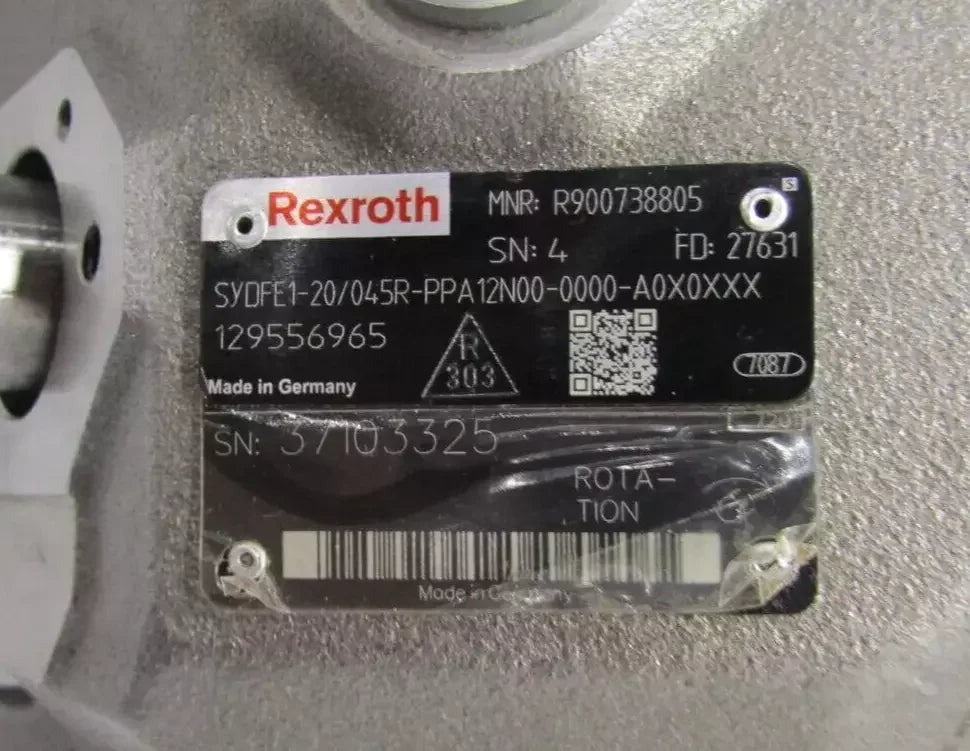 Rexroth
MNR: R900738805
S
SN: 4 FD: 27631
SYDFE1-20/045R-PPA12N00-0000-A0X0XXX
129556965
R
303
7087
Made in Germany
SN: 37103325
ROTA-
TION
Made in Germany